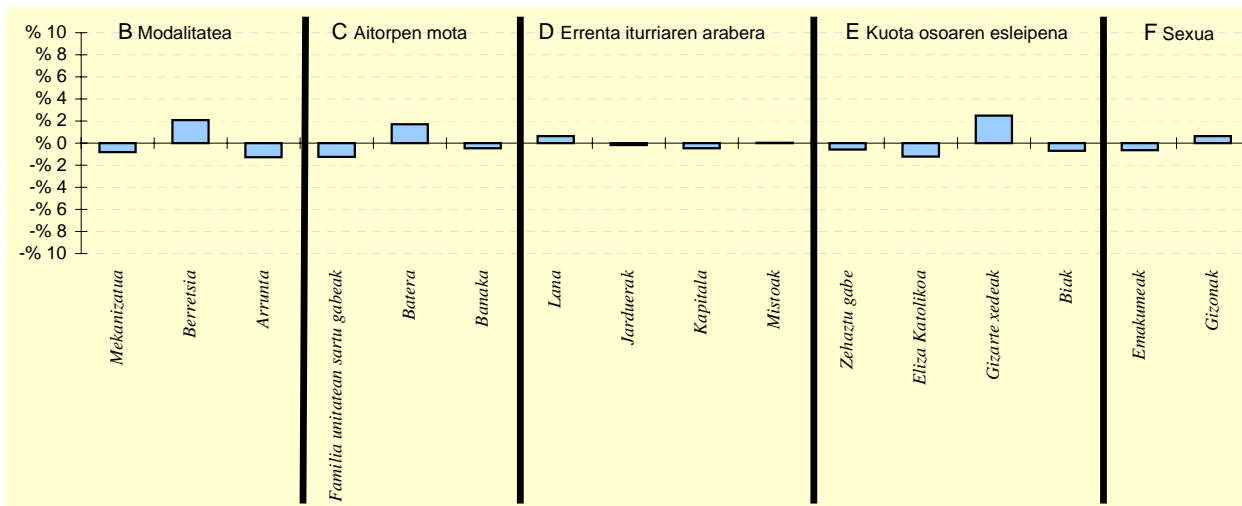 B Modalitatea
C Aitorpen mota
D Errenta iturriaren arabera
E Kuota osoaren esleipena
F Sexua
% 10
% 8
% 6
% 4
% 2
% 0
-% 2
-% 4
-% 6
-% 8
-% 10
Mekanizatua
Berretsia
Arrunta
Familia unitatean sartu gabeak
Batera
Banaka
Lana
Jarduerak
Kapitala
Mistoak
Zehaztu gabe
Eliza Katolikoa
Gizarte xedeak
Biak
Emakumeak
Gizonak